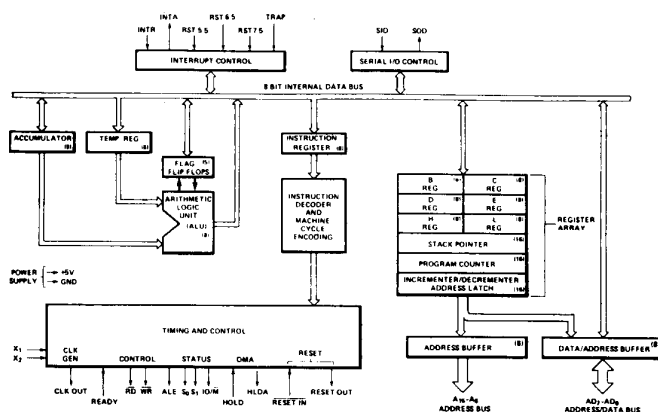 INTR INTA RST 5.5 RST 6.5 RST 7.5 TRAP
SID SOD
INTERRUPT CONTROL
SERIAL I/O CONTROL
8 BIT INTERNAL DATA BUS
ACCUMULATOR (8)
TEMP REG (8)
FLAG (5)
FLIP FLOPS
INSTRUCTION
REGISTER (8)
ARITHMETIC
LOGIC
UNIT
(ALU)
(8)
INSTRUCTION
DECODER
AND
MACHINE
CYCLE
ENCODING
B (8) C (8)
REG REG
D (8) E (8)
REG REG
H (8) L (8)
REG REG
STACK POINTER (16)
PROGRAM COUNTER (16)
INCREMENTER/DECREMENTER
ADDRESS LATCH (16)
REGISTER
ARRAY
POWER
SUPPLY
+5V
GND
TIMING AND CONTROL
X1
X2
CLK
GEN
CONTROL STATUS DMA RESET
CLK OUT
READY
RD WR ALE S0 S1 IO/M
HOLD
HLDA
RESET IN
RESET OUT
ADDRESS BUFFER (8)
DATA/ADDRESS BUFFER (8
A15-A8
ADDRESS BUS
AD7-AD0
ADDRESS/DATA BUS